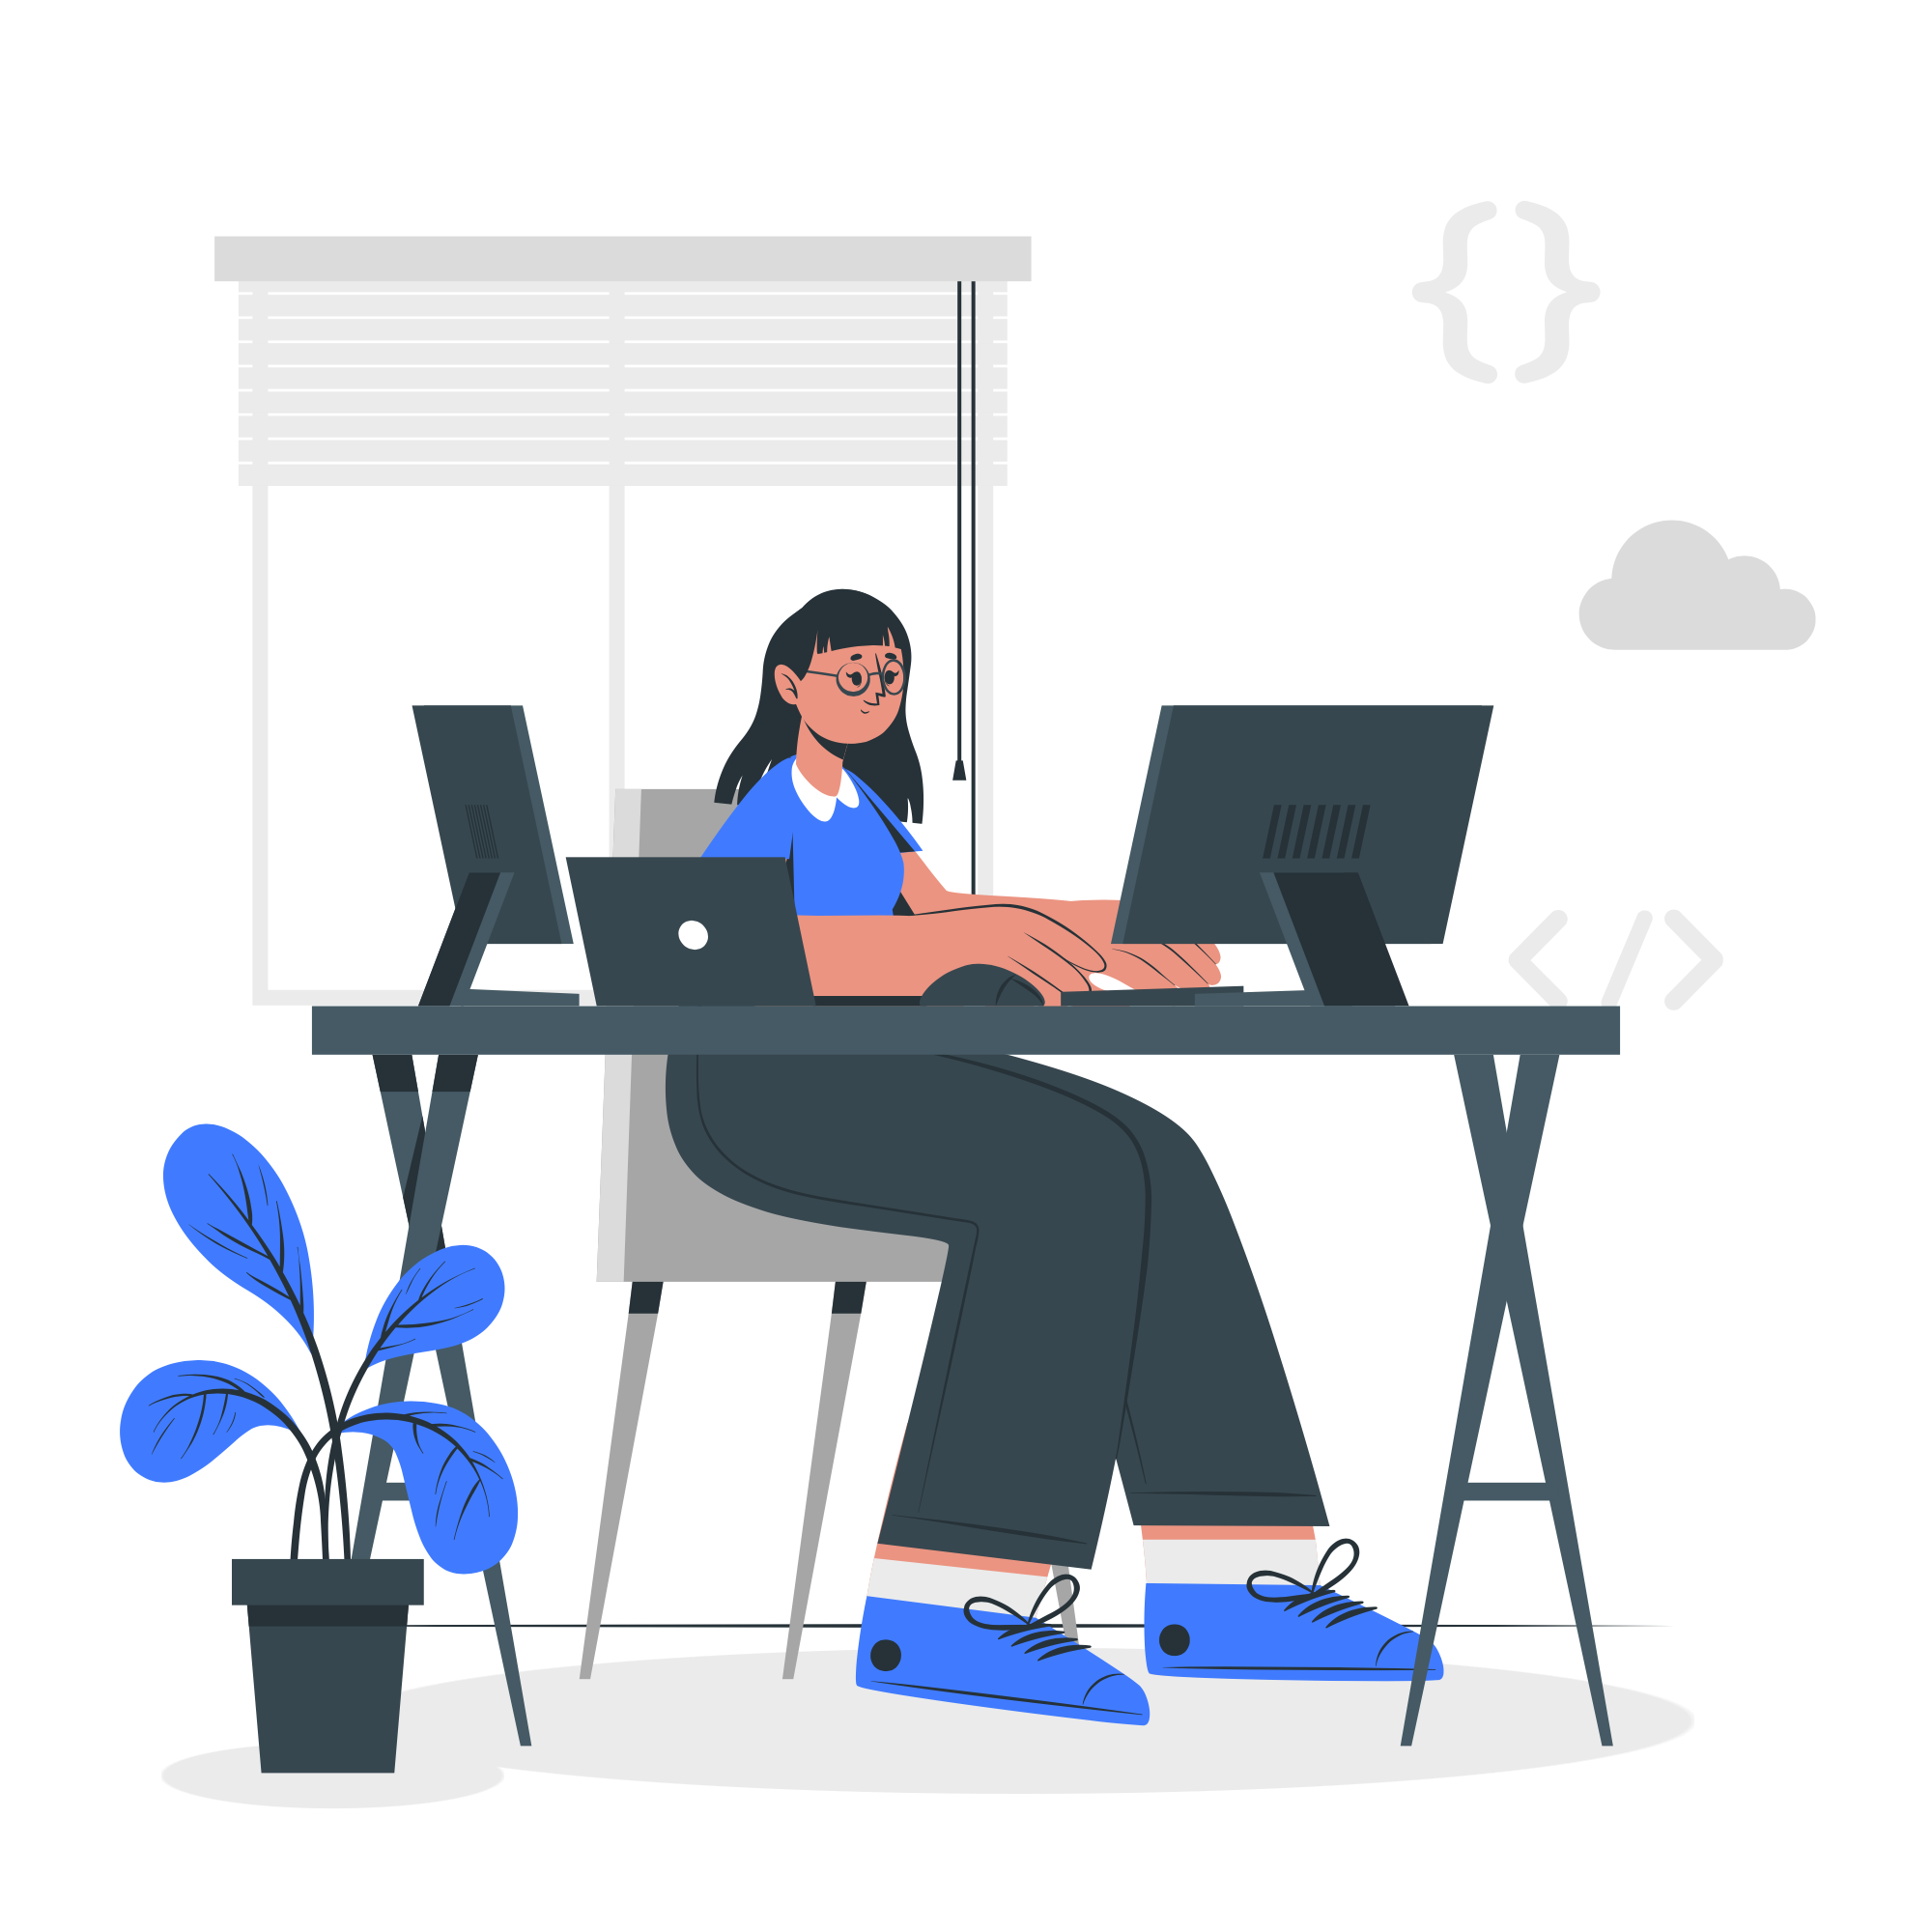 { }
< / >